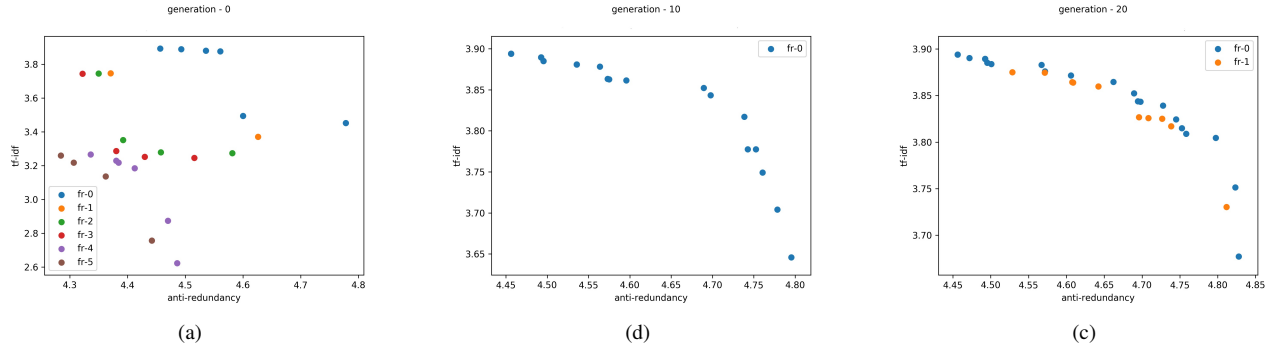 generation - 0
tf-idf
3.8
3.6
3.4
3.2
3.0
2.8
2.6
fr-0
fr-1
fr-2
fr-3
fr-4
fr-5
4.3 4.4 4.5 4.6 4.7 4.8
anti-redundancy
(a)
generation - 10
tf-idf
3.90
3.85
3.80
3.75
3.70
3.65
fr-0
4.45 4.50 4.55 4.60 4.65 4.70 4.75 4.80
anti-redundancy
(d)
generation - 20
tf-idf
3.90
3.85
3.80
3.75
3.70
fr-0
fr-1
4.45 4.50 4.55 4.60 4.65 4.70 4.75 4.80 4.85
anti-redundancy
(c)